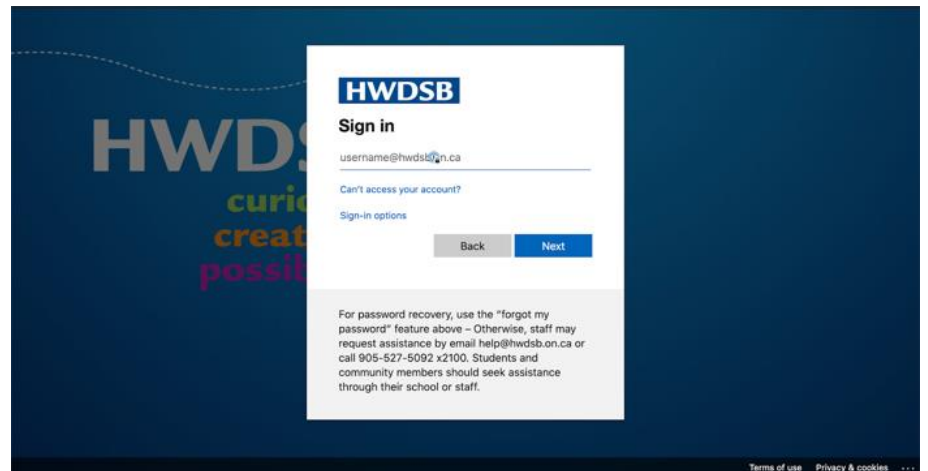 HWDSB
Sign in
username@hwdsb.on.ca
Can't access your account?
Sign-in options
Back Next
For password recovery, use the "forgot my
password" feature above – Otherwise, staff may
request assistance by email help@hwdsb.on.ca or
call 905-527-5092 x2100. Students and
community members should seek assistance
through their school or staff.
HWDS
curio
creat
possib
Terms of use Privacy & cookies ...